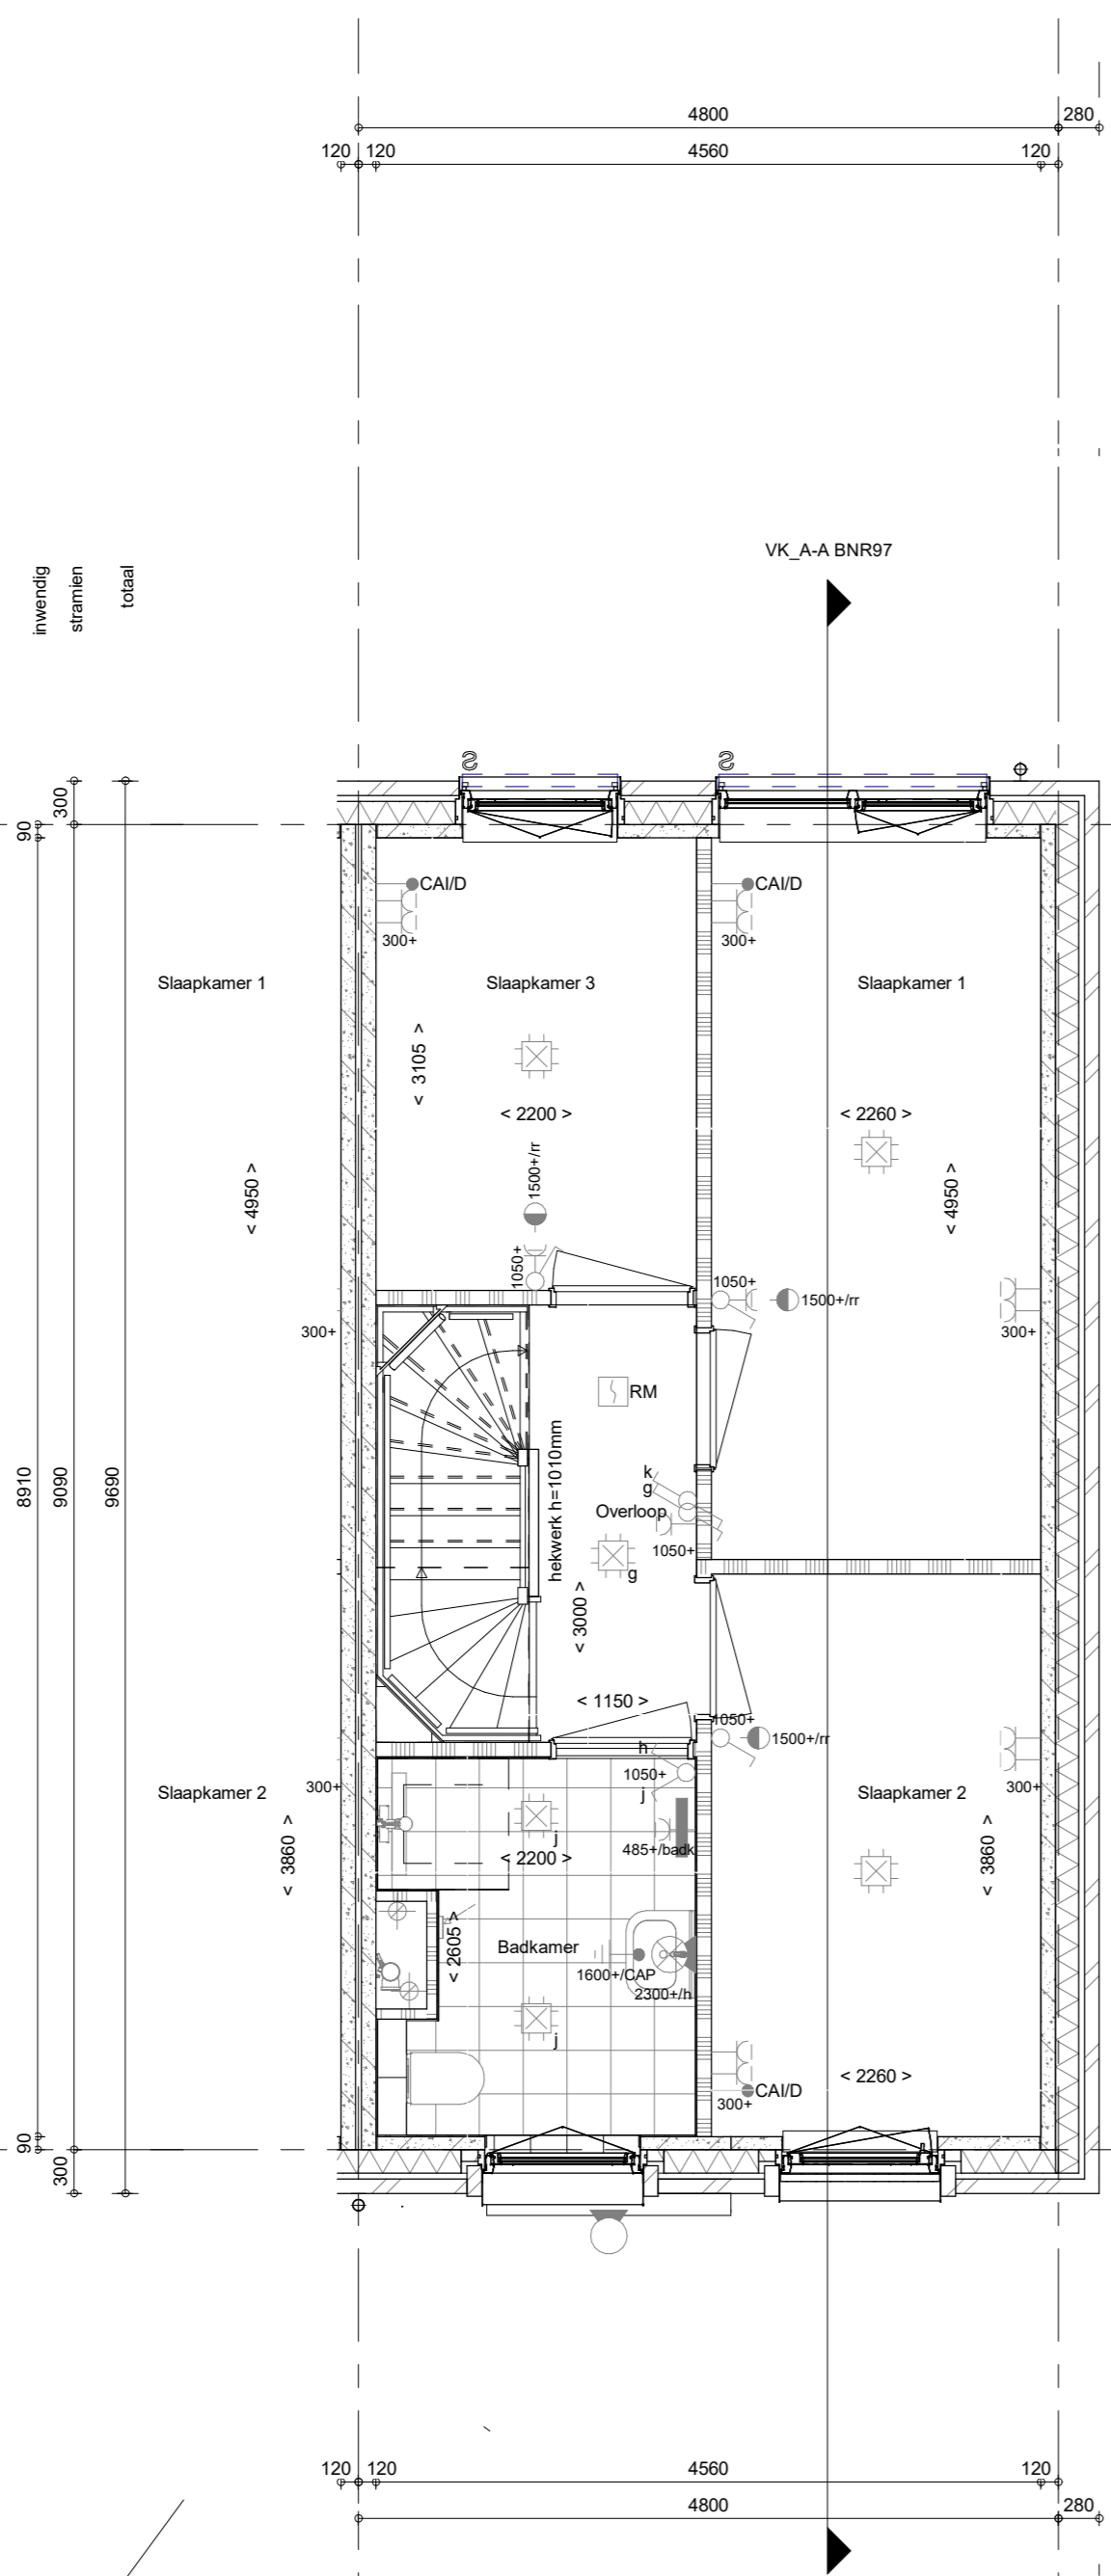 4800
280
120
120
4560
120
VK_A-A BNR97
inwendig
stramien
totaal
S
S
300
90
CAI/D
CAI/D
300+
300+
Slaapkamer 1
Slaapkamer 3
Slaapkamer 1
< 3105 >
< 2200 >
< 2260 >
< 4950 >
1500+/rr
< 4950 >
1050+
1050+
1500+/rr
300+
300+
RM
hekwerk h=1010mm
k
g
Overloop
1050+
g
8910
9090
9690
< 3000 >
< 1150 >
1050+
1500+/rr
h
1050+
j
Slaapkamer 2
300+
Slaapkamer 2
300+
j
485+/badk
< 2200 >
< 3860 >
< 3860 >
< 2605 >
Badkamer
1600+/CAP
2300+/h
j
< 2260 >
CAI/D
300+
90
300
120
120
4560
120
4800
280